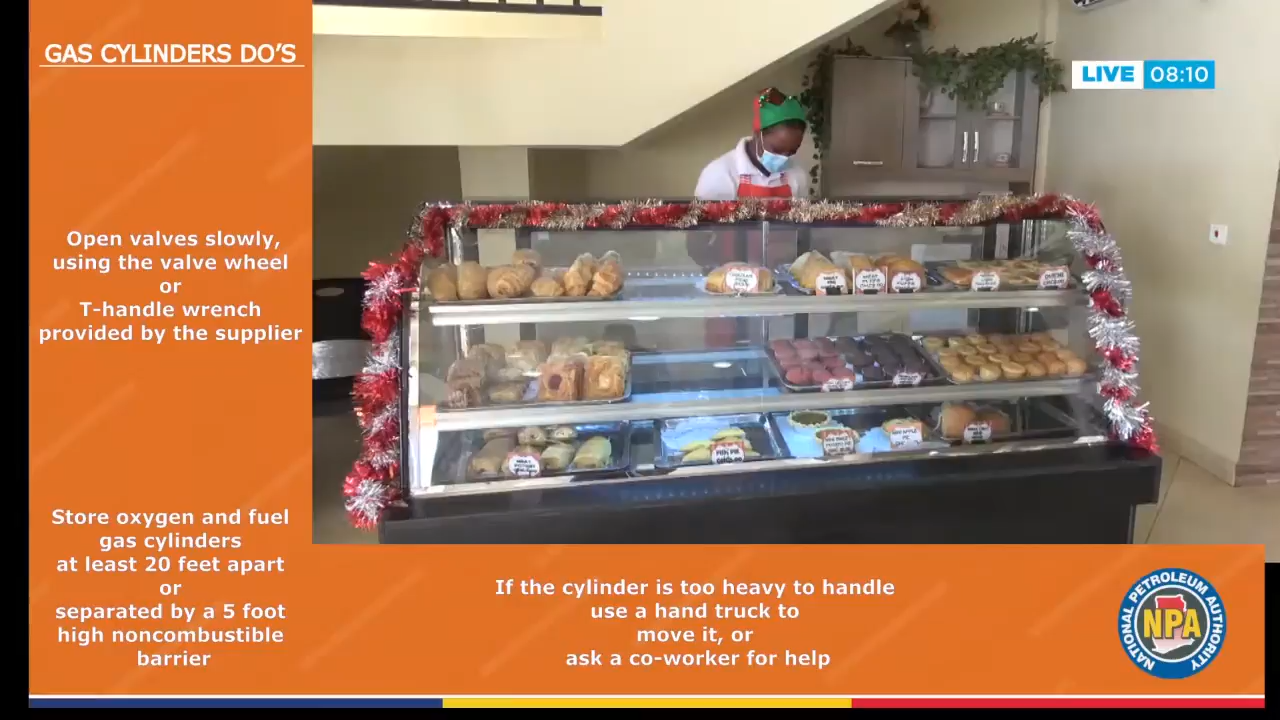 GAS CYLINDERS DO'S
LIVE 08:10
Open valves slowly,
using the valve wheel
or
T-handle wrench
provided by the supplier
Store oxygen and fuel
gas cylinders
at least 20 feet apart
or
separated by a 5 foot
high noncombustible
barrier
If the cylinder is too heavy to handle
use a hand truck to
move it, or
ask a co-worker for help
NATIONAL PETROLEUM AUTHORITY
NPA